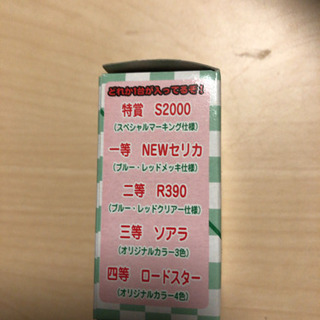 どれか1台が入ってるぞ!
特賞 S2000
(スペシャルマーキング仕様)
一等 NEWセリカ
(ブルー・レッドメッキ仕様)
二等 R390
(ブルー・レッドクリアー仕様)
三等 ソアラ
(オリジナルカラー3色)
四等 ロードスター
(オリジナルカラー4色)